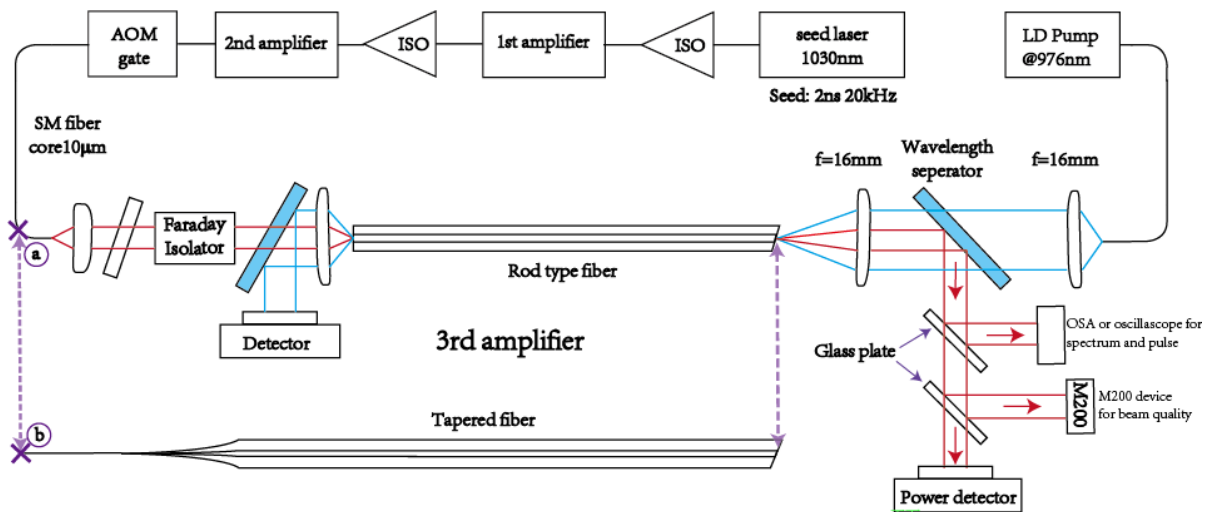 AOM
gate
2nd amplifier
ISO
1st amplifier
ISO
seed laser
1030nm
Seed: 2ns 20kHz
LD Pump
@976nm
SM fiber
core10μm
f=16mm
Wavelength
seperator
f=16mm
Faraday
Isolator
a
Rod type fiber
Detector
3rd amplifier
Glass plate
OSA or oscillascope for
spectrum and pulse
M200
M200 device
for beam quality
b
Tapered fiber
Power detector